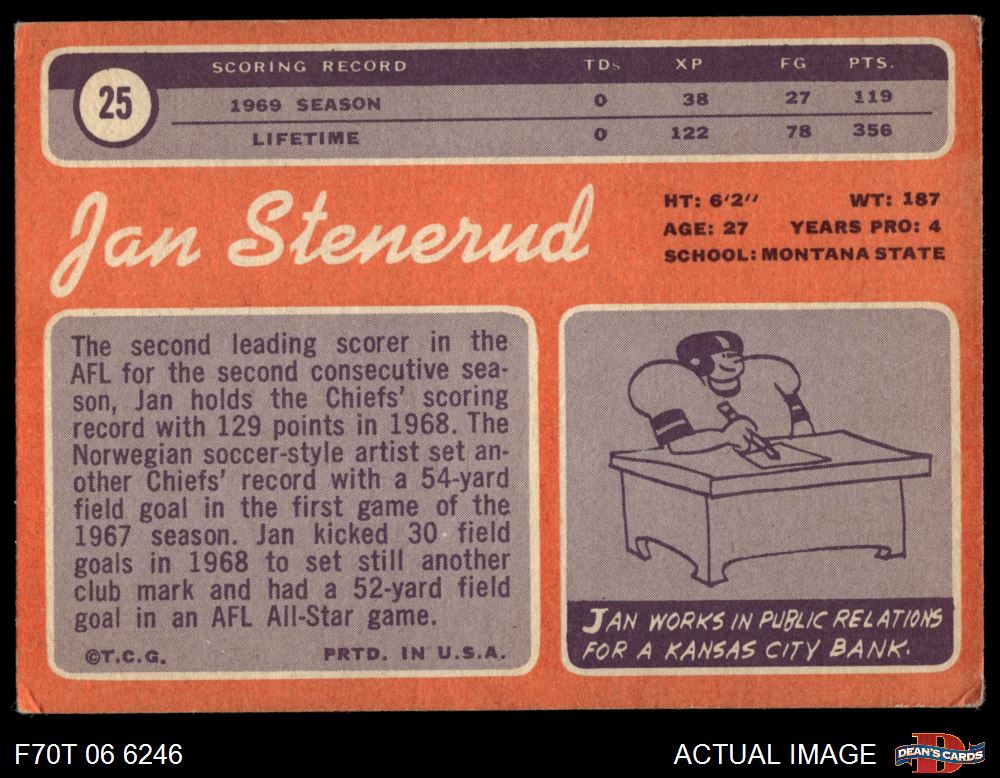 SCORING RECORD TDs XP FG PTS.
25
1969 SEASON 0 38 27 119
LIFETIME 0 122 78 356
Jan Stenerud
HT: 6'2'' WT: 187
AGE: 27 YEARS PRO: 4
SCHOOL: MONTANA STATE
The second leading scorer in the
AFL for the second consecutive sea-
son, Jan holds the Chiefs' scoring
record with 129 points in 1968. The
Norwegian soccer-style artist set an-
other Chiefs' record with a 54-yard
field goal in the first game of the
1967 season. Jan kicked 30 field
goals in 1968 to set still another
club mark and had a 52-yard field
goal in an AFL All-Star game.
©T.C.G. PRTD. IN U.S.A.
JAN WORKS IN PUBLIC RELATIONS
FOR A KANSAS CITY BANK.
F70T 06 6246
ACTUAL IMAGE
D
DEAN'S CARDS